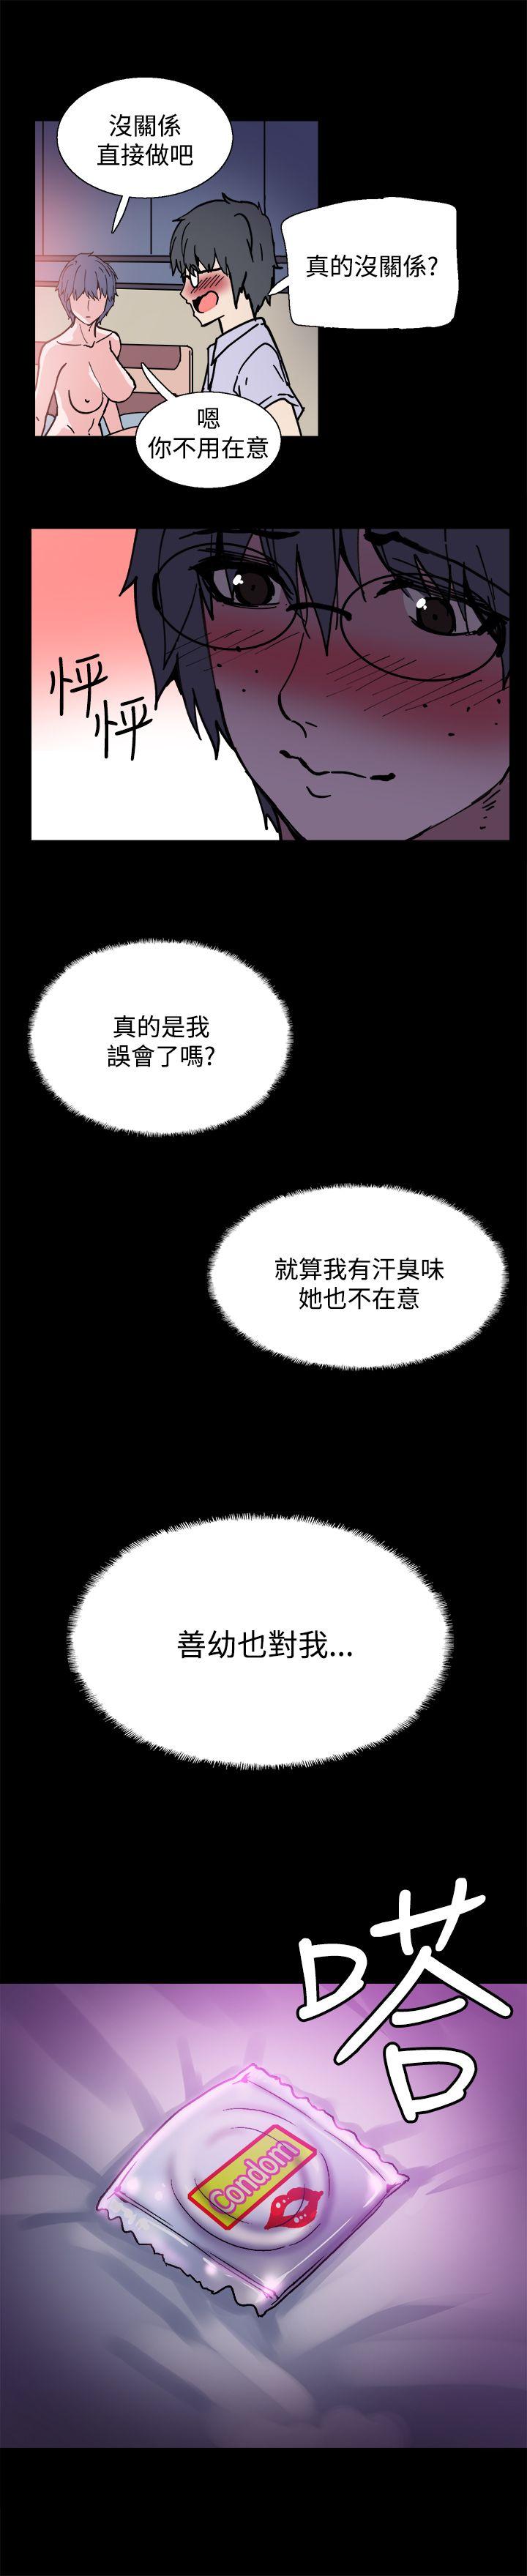 沒關係
直接做吧
真的沒關係?
嗯
你不用在意
怦
怦
真的是我
誤會了嗎?
就算我有汗臭味
她也不在意
善幼也對我...
嗒
Condom